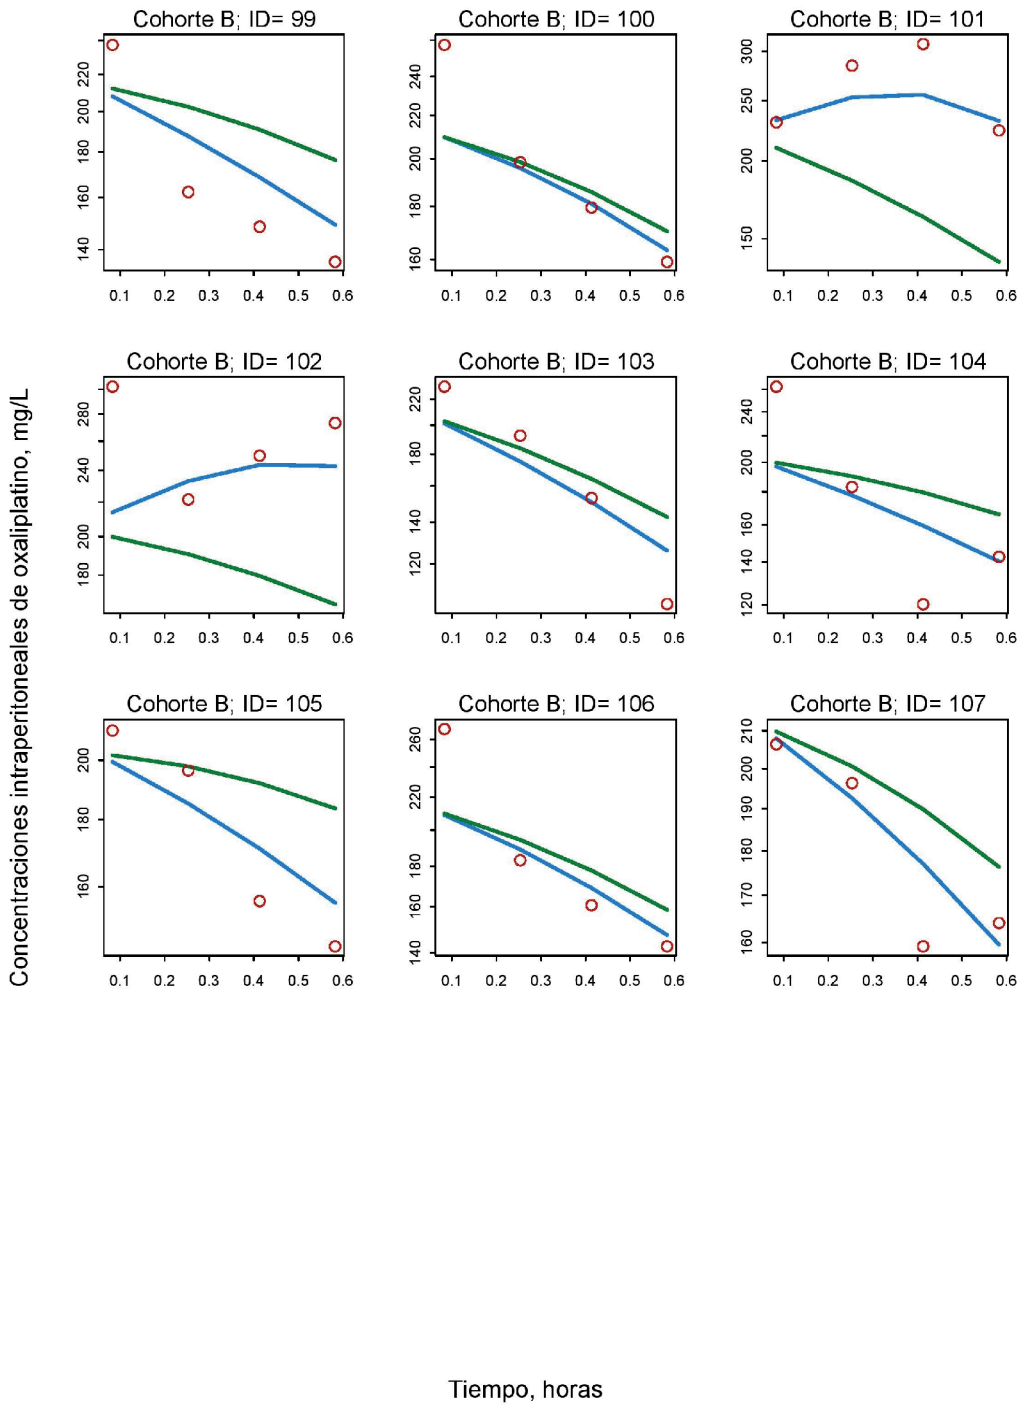 Cohorte B; ID= 99
220
200
180
160
140
0.1 0.2 0.3 0.4 0.5 0.6
Cohorte B; ID= 100
240
220
200
180
160
0.1 0.2 0.3 0.4 0.5 0.6
Cohorte B; ID= 101
300
250
200
150
0.1 0.2 0.3 0.4 0.5 0.6
Cohorte B; ID= 102
280
240
200
180
0.1 0.2 0.3 0.4 0.5 0.6
Cohorte B; ID= 103
220
180
140
120
0.1 0.2 0.3 0.4 0.5 0.6
Cohorte B; ID= 104
240
200
160
140
120
0.1 0.2 0.3 0.4 0.5 0.6
Cohorte B; ID= 105
200
180
160
0.1 0.2 0.3 0.4 0.5 0.6
Cohorte B; ID= 106
260
220
180
160
140
0.1 0.2 0.3 0.4 0.5 0.6
Cohorte B; ID= 107
210
200
190
180
170
160
0.1 0.2 0.3 0.4 0.5 0.6
Concentraciones intraperitoneales de oxaliplatino, mg/L
Tiempo, horas